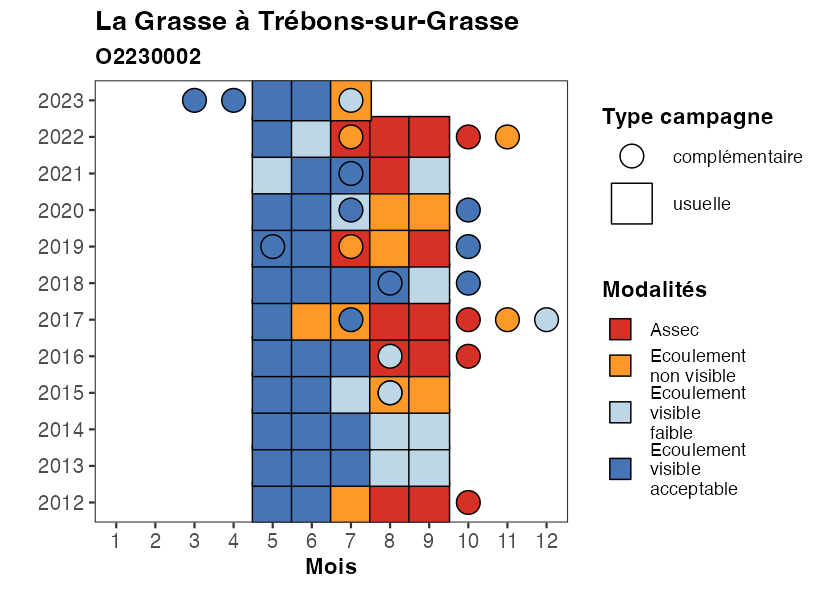 La Grasse à Trébons-sur-Grasse
O2230002
2023
2022
2021
2020
2019
2018
2017
2016
2015
2014
2013
2012
1 2 3 4 5 6 7 8 9 10 11 12
Mois
Type campagne
complémentaire
usuelle
Modalités
Assec
Ecoulement
non visible
Ecoulement
visible
faible
Ecoulement
visible
acceptable